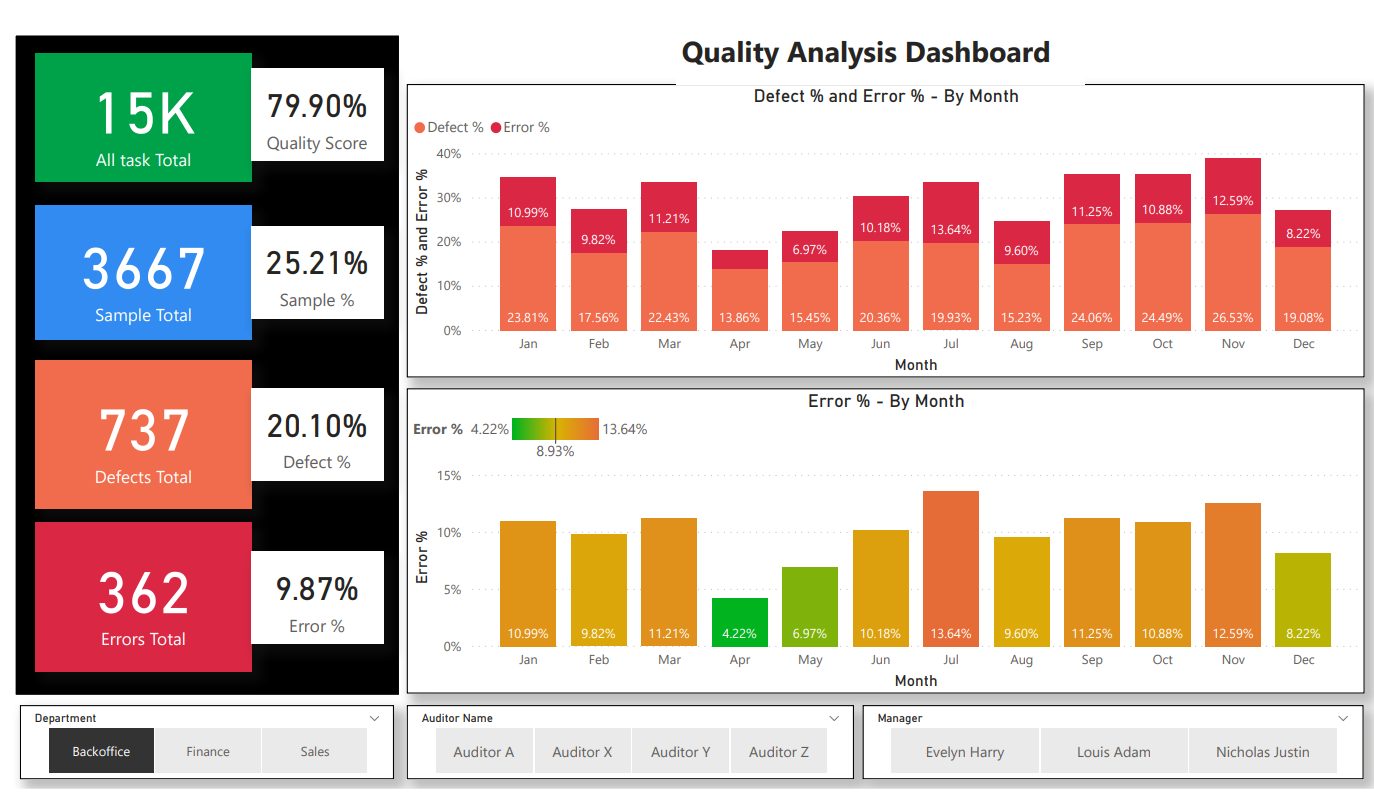 Quality Analysis Dashboard
15K
All task Total
79.90%
Quality Score
3667
Sample Total
25.21%
Sample %
737
Defects Total
20.10%
Defect %
362
Errors Total
9.87%
Error %
Defect % and Error % - By Month
Defect % Error %
Defect % and Error %
40%
30%
20%
10%
0%
10.99% 9.82% 11.21% 6.97% 10.18% 13.64% 9.60% 11.25% 10.88% 12.59% 8.22%
23.81% 17.56% 22.43% 13.86% 15.45% 20.36% 19.93% 15.23% 24.06% 24.49% 26.53% 19.08%
Jan Feb Mar Apr May Jun Jul Aug Sep Oct Nov Dec
Month
Error % - By Month
Error % 4.22% 13.64%
8.93%
Error %
15%
10%
5%
0%
10.99% 9.82% 11.21% 4.22% 6.97% 10.18% 13.64% 9.60% 11.25% 10.88% 12.59% 8.22%
Jan Feb Mar Apr May Jun Jul Aug Sep Oct Nov Dec
Month
Department
Backoffice Finance Sales
Auditor Name
Auditor A Auditor X Auditor Y Auditor Z
Manager
Evelyn Harry Louis Adam Nicholas Justin